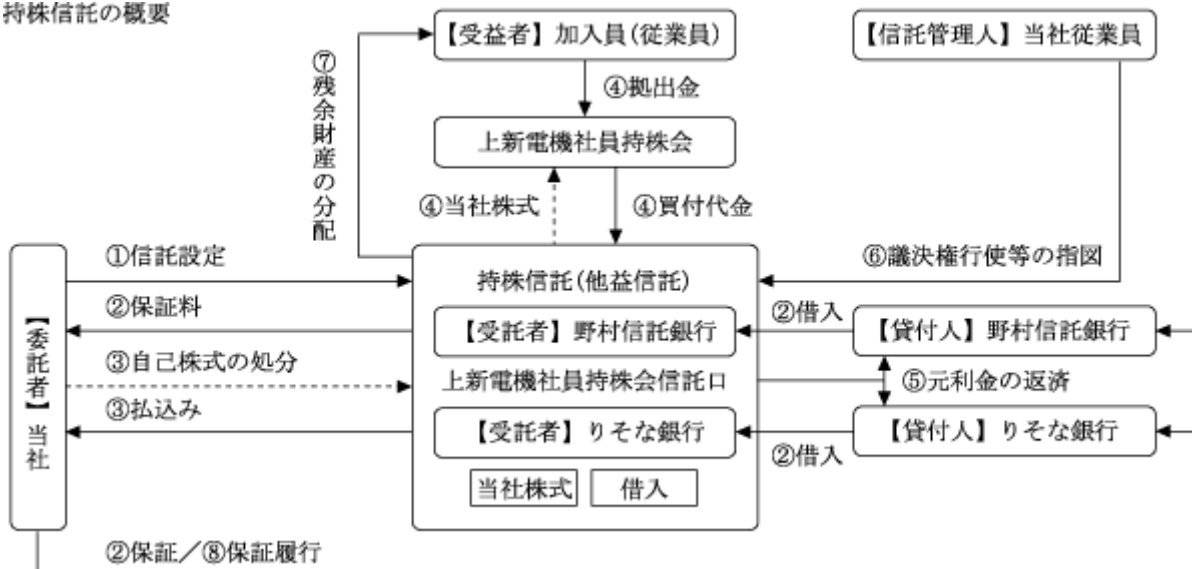 持株信託の概要
【受益者】加入員(従業員)
【信託管理人】当社従業員
⑦残余財産の分配
④拠出金
上新電機社員持株会
④当社株式
④買付代金
①信託設定
持株信託(他益信託)
⑥議決権行使等の指図
②保証料
【受託者】野村信託銀行
②借入
【貸付人】野村信託銀行
【委託者】当社
③自己株式の処分
上新電機社員持株会信託口
⑤元利金の返済
③払込み
【受託者】りそな銀行
②借入
【貸付人】りそな銀行
当社株式
借入
②保証/⑧保証履行